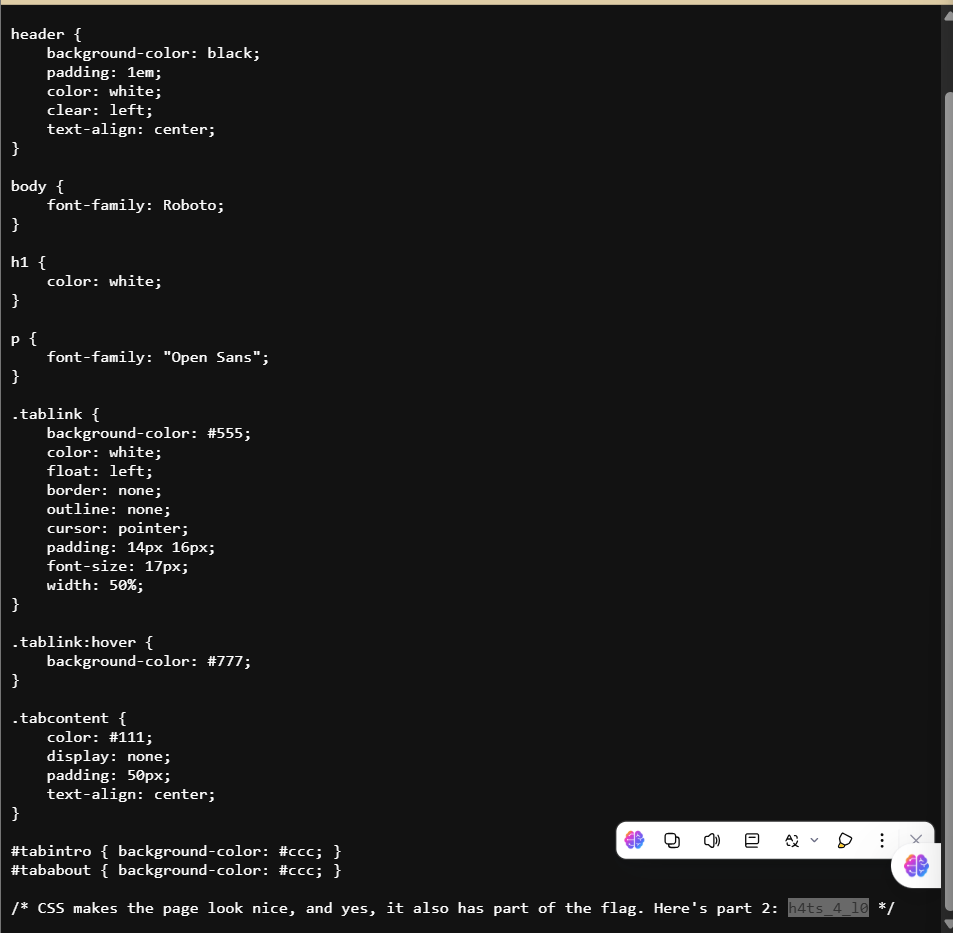 header {
    background-color: black;
    padding: 1em;
    color: white;
    clear: left;
    text-align: center;
}

body {
    font-family: Roboto;
}

h1 {
    color: white;
}

p {
    font-family: "Open Sans";
}

.tablink {
    background-color: #555;
    color: white;
    float: left;
    border: none;
    outline: none;
    cursor: pointer;
    padding: 14px 16px;
    font-size: 17px;
    width: 50%;
}

.tablink:hover {
    background-color: #777;
}

.tabcontent {
    color: #111;
    display: none;
    padding: 50px;
    text-align: center;
}

#tabintro { background-color: #ccc; }
#tababout { background-color: #ccc; }

/* CSS makes the page look nice, and yes, it also has part of the flag. Here's part 2: h4ts_4_l0 */